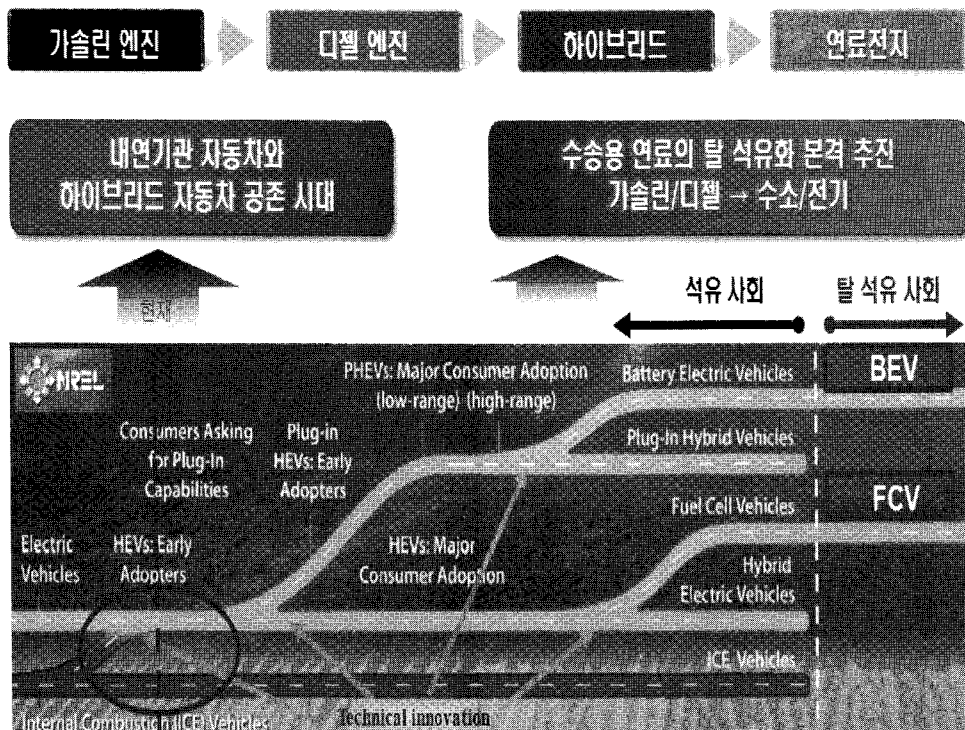 가솔린 엔진
디젤 엔진
하이브리드
연료전지
내연기관 자동차와
하이브리드 자동차 공존 시대
수송용 연료의 탈 석유화 본격 추진
가솔린/디젤 → 수소/전기
현재
석유 사회
탈 석유 사회
NREL
PHEVs: Major Consumer Adoption
(low-range) (high-range)
Battery Electric Vehicles
BEV
Consumers Asking
for Plug-In
Capabilities
Plug-in
HEVs: Early
Adopters
Plug-In Hybrid Vehicles
Fuel Cell Vehicles
FCV
Electric
Vehicles
HEVs: Early
Adopters
HEVs: Major
Consumer Adoption
Hybrid
Electric Vehicles
ICE Vehicles
Internal Combustion (ICE) Vehicles
Technical innovation